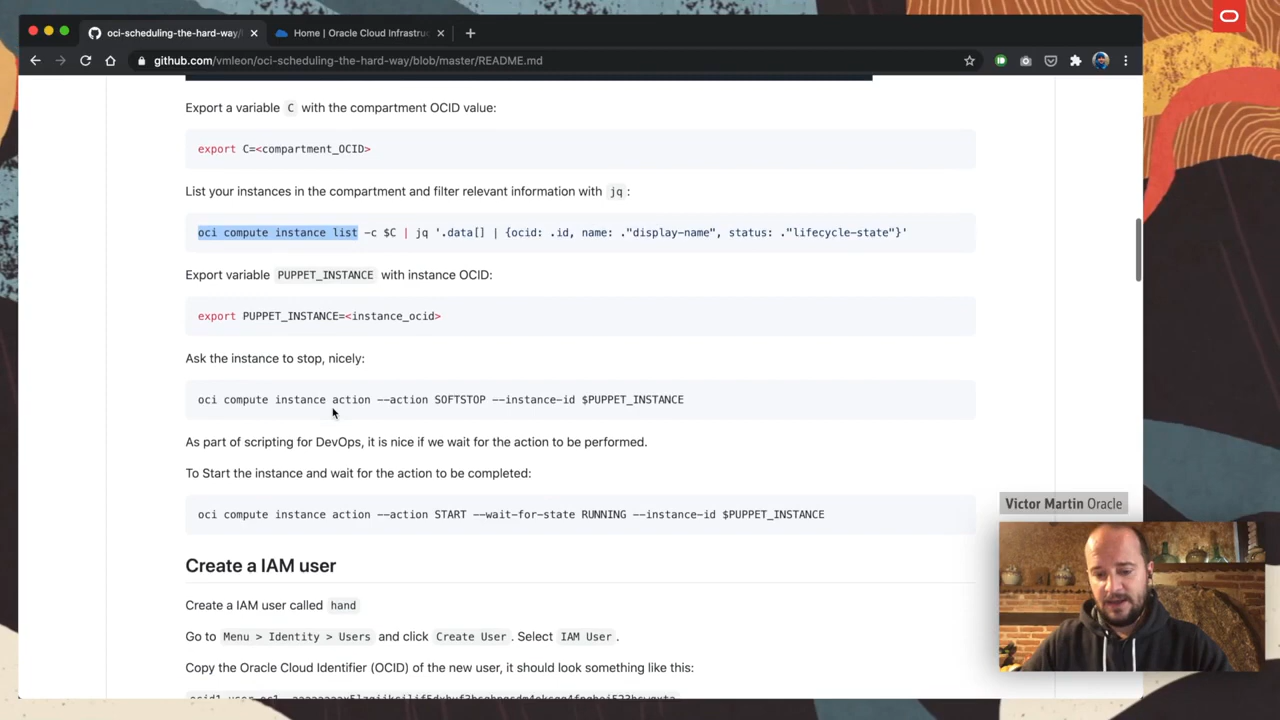 oci-scheduling-the-hard-way/
Home | Oracle Cloud Infrastruc
github.com/vmleon/oci-scheduling-the-hard-way/blob/master/README.md
Export a variable C with the compartment OCID value:
export C=<compartment_OCID>
List your instances in the compartment and filter relevant information with jq :
oci compute instance list -c $C | jq '.data[] | {ocid: .id, name: ."display-name", status: ."lifecycle-state"}'
Export variable PUPPET_INSTANCE with instance OCID:
export PUPPET_INSTANCE=<instance_ocid>
Ask the instance to stop, nicely:
oci compute instance action --action SOFTSTOP --instance-id $PUPPET_INSTANCE
As part of scripting for DevOps, it is nice if we wait for the action to be performed.
To Start the instance and wait for the action to be completed:
oci compute instance action --action START --wait-for-state RUNNING --instance-id $PUPPET_INSTANCE
Victor Martin Oracle
Create a IAM user
Create a IAM user called hand
Go to Menu > Identity > Users and click Create User . Select IAM User .
Copy the Oracle Cloud Identifier (OCID) of the new user, it should look something like this: